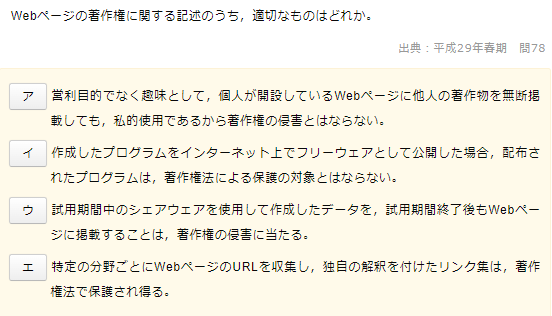 Webページの著作権に関する記述のうち，適切なものはどれか。
出典：平成29年春期　問78
ア　営利目的でなく趣味として，個人が開設しているWebページに他人の著作物を無断掲
載しても，私的使用であるから著作権の侵害とはならない。
イ　作成したプログラムをインターネット上でフリーウェアとして公開した場合，配布さ
れたプログラムは，著作権法による保護の対象とはならない。
ウ　試用期間中のシェアウェアを使用して作成したデータを，試用期間終了後もWebペー
ジに掲載することは，著作権の侵害に当たる。
エ　特定の分野ごとにWebページのURLを収集し，独自の解釈を付けたリンク集は，著作
権法で保護され得る。